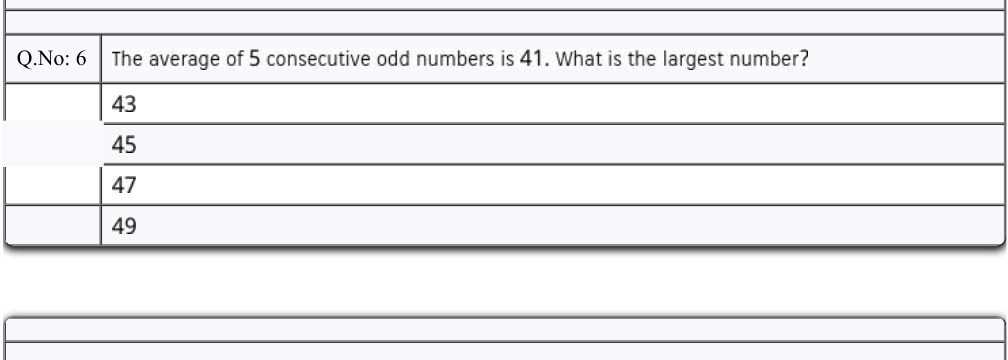 Q.No: 6 The average of 5 consecutive odd numbers is 41. What is the largest number?
43
45
47
49